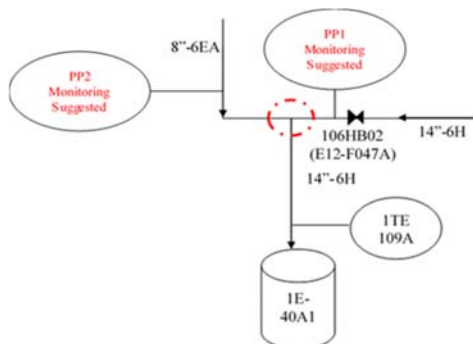 8”-6EA
PP2
Monitoring
Suggested
PP1
Monitoring
Suggested
106HB02
(E12-F047A)
14”-6H
14”-6H
1TE
109A
1E-
40A1